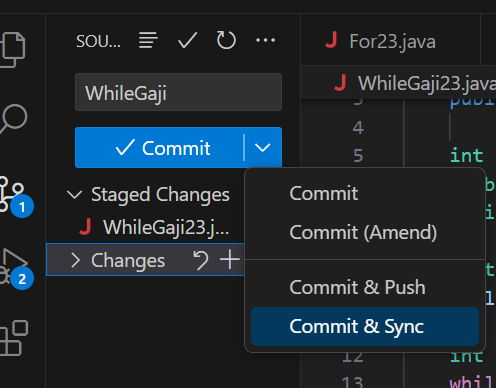 SOU...
For23.java
WhileGaji23.java
WhileGaji
3
publ
4
Commit
5
int
Staged Changes
Commit
WhileGaji23.j...
1
Commit (Amend)
Changes
2
Commit & Push
Commit & Sync
12
int
13
whil